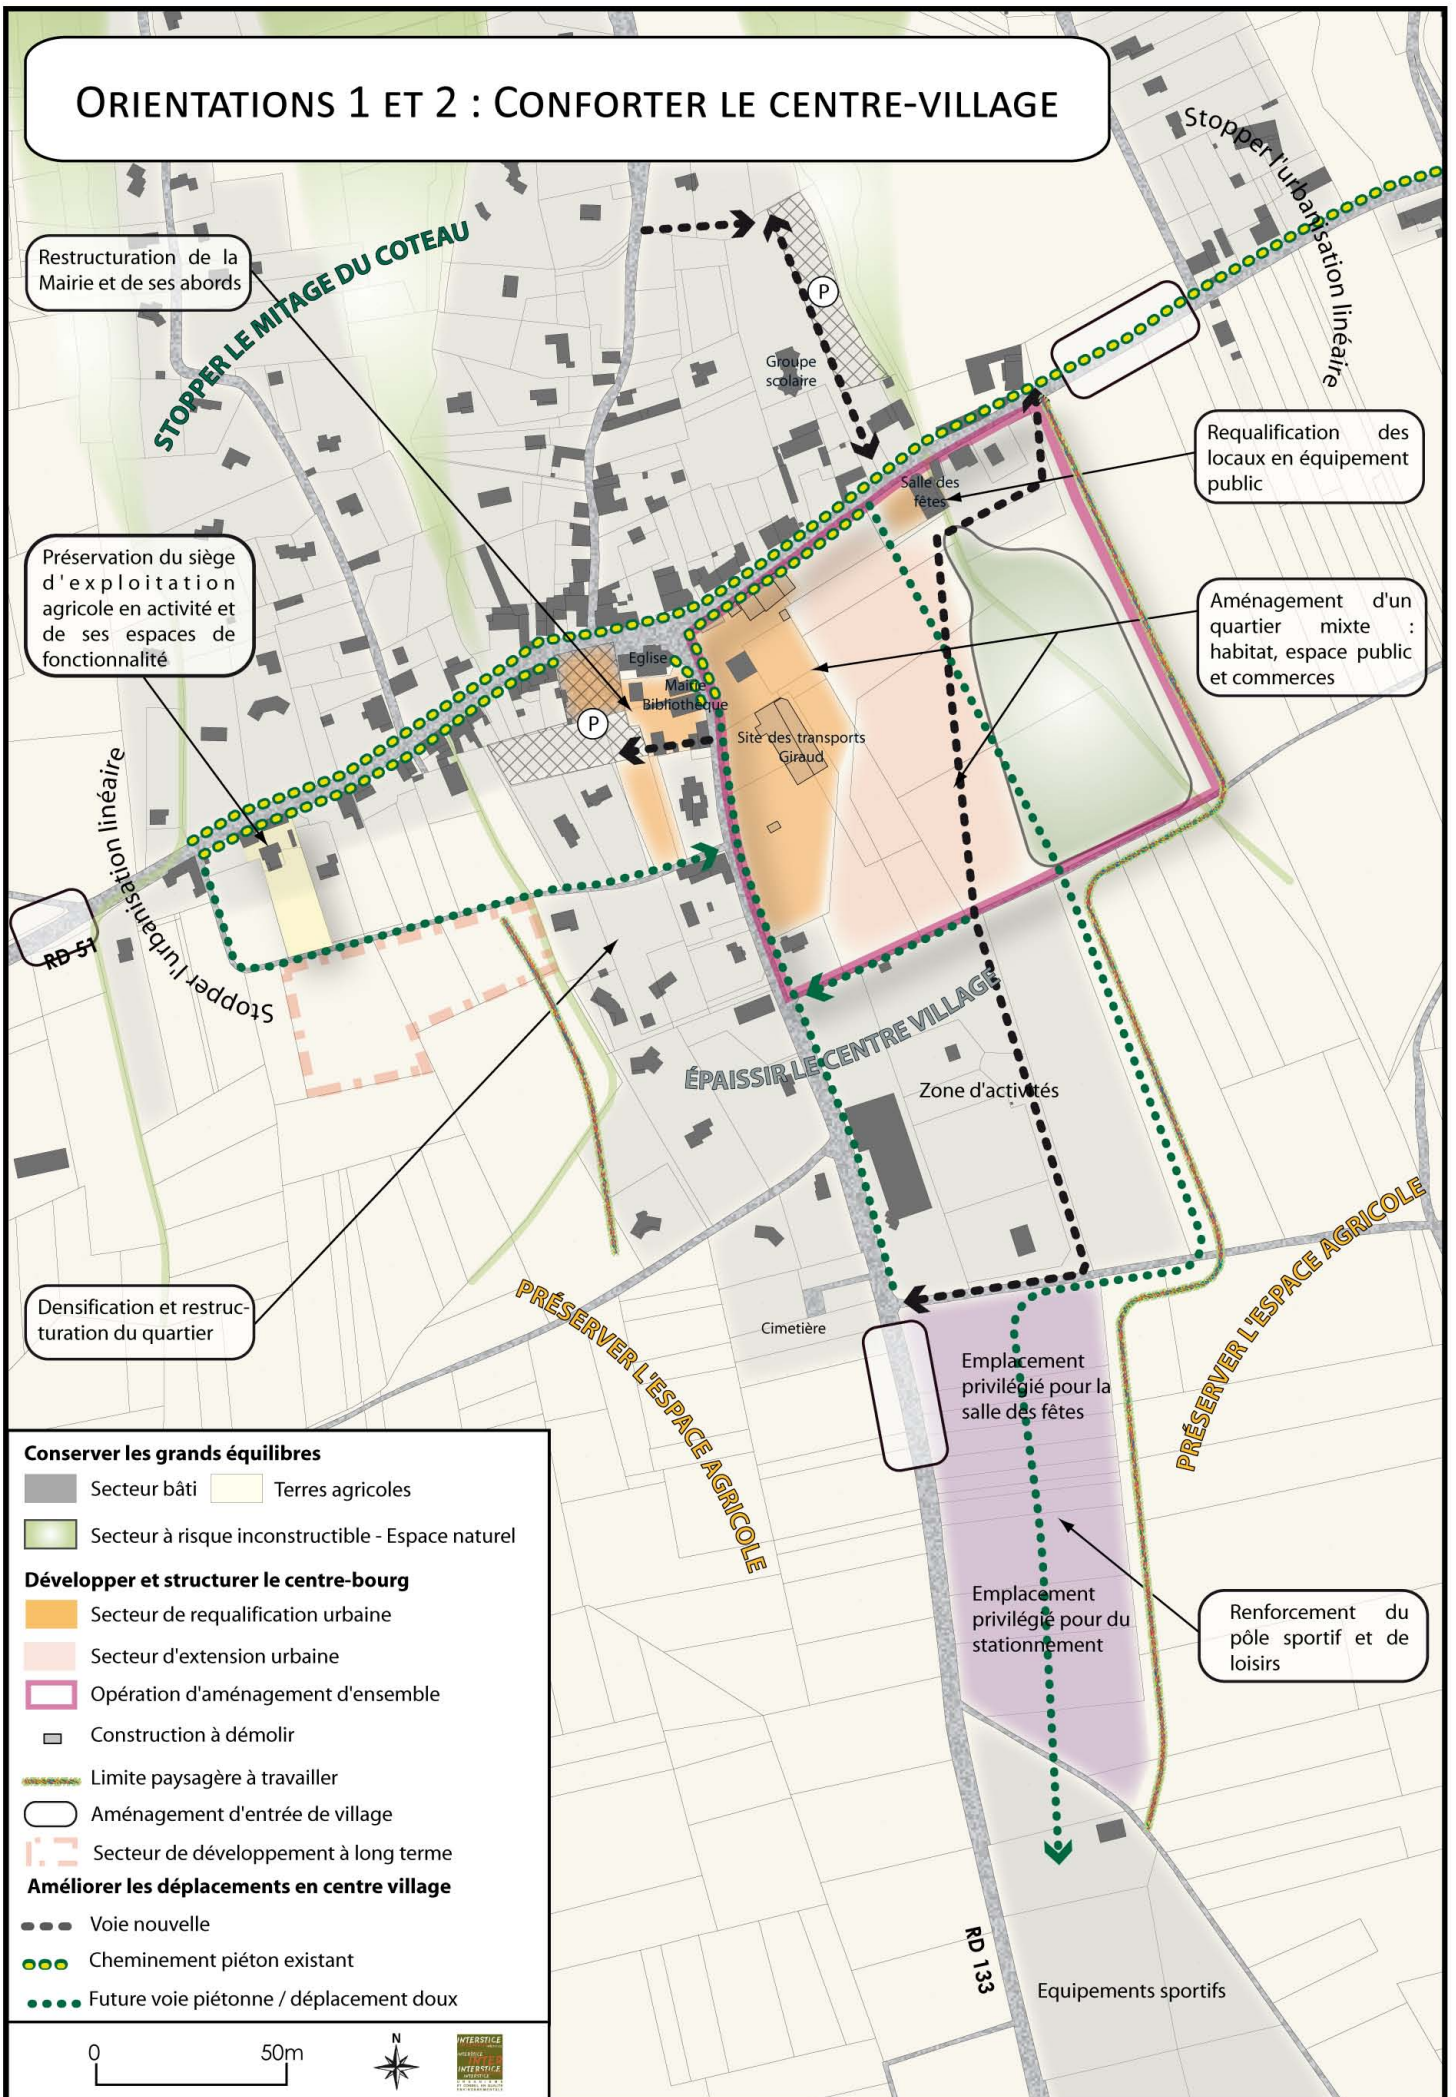 ORIENTATIONS 1 ET 2 : CONFORTER LE CENTRE-VILLAGE
Stopper l'urbanisation linéaire
Restructuration de la
Mairie et de ses abords
STOPPER LE MITAGE DU COTEAU
P
Groupe
scolaire
Requalification des
locaux en équipement
public
Salle des
fêtes
Préservation du siège
d'exploitation
agricole en activité et
de ses espaces de
fonctionnalité
Aménagement d'un
quartier mixte :
habitat, espace public
et commerces
Eglise
Mairie
Bibliothèque
P
Site des transports
Giraud
Stopper l'urbanisation linéaire
RD 51
ÉPAISSIR LE CENTRE VILLAGE
Zone d'activités
PRÉSERVER L'ESPACE AGRICOLE
PRÉSERVER L'ESPACE AGRICOLE
Densification et restruc-
turation du quartier
Cimetière
Emplacement
privilégié pour la
salle des fêtes
Emplacement
privilégié pour du
stationnement
Renforcement du
pôle sportif et de
loisirs
RD 133
Equipements sportifs
Conserver les grands équilibres
Secteur bâti Terres agricoles
Secteur à risque inconstructible - Espace naturel
Développer et structurer le centre-bourg
Secteur de requalification urbaine
Secteur d'extension urbaine
Opération d'aménagement d'ensemble
Construction à démolir
Limite paysagère à travailler
Aménagement d'entrée de village
Secteur de développement à long terme
Améliorer les déplacements en centre village
Voie nouvelle
Cheminement piéton existant
Future voie piétonne / déplacement doux
0 50m
N
INTERSTICE
INTER
INTERSTICE